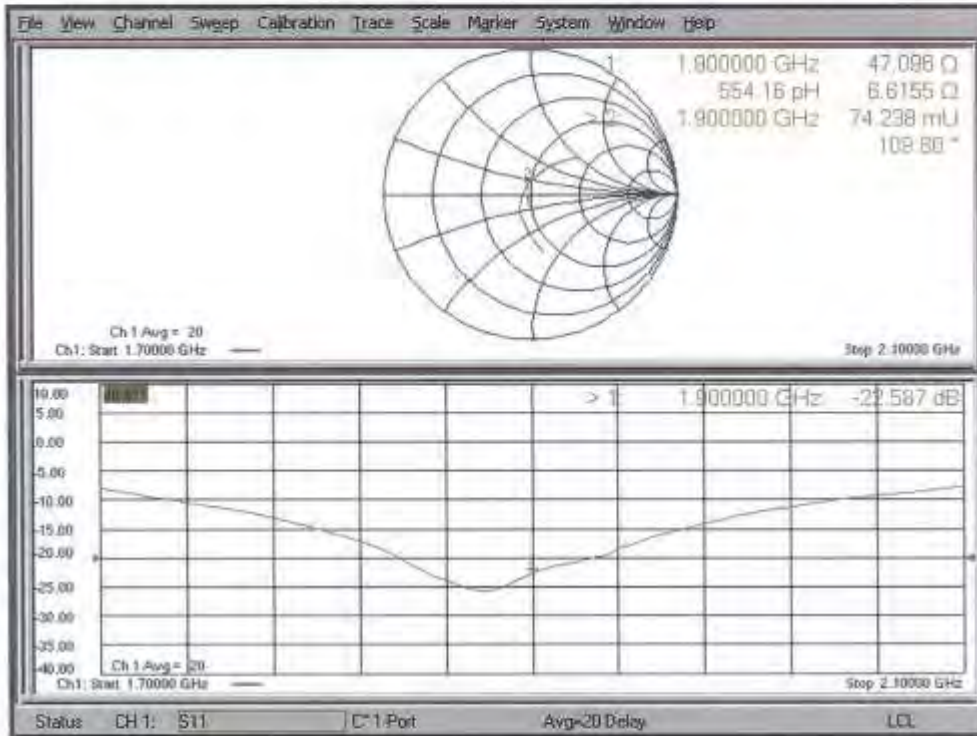 File View Channel Sweep Calibration Trace Scale Marker System Window Help
1: 1.900000 GHz 47.096 Ω
554.16 pH 6.6155 Ω
> 2: 1.900000 GHz 74.238 mU
109.80 °
Ch 1 Avg = 20
Ch1: Start 1.70000 GHz
Stop 2.10000 GHz
10.00
> 1: 1.900000 GHz -22.587 dB
5.00
0.00
-5.00
-10.00
-15.00
-20.00
-25.00
-30.00
-35.00
-40.00
Ch 1 Avg = 20
Ch1: Start 1.70000 GHz
Stop 2.10000 GHz
Status CH 1: S11 C* 1-Port Avg=20 Delay LCL